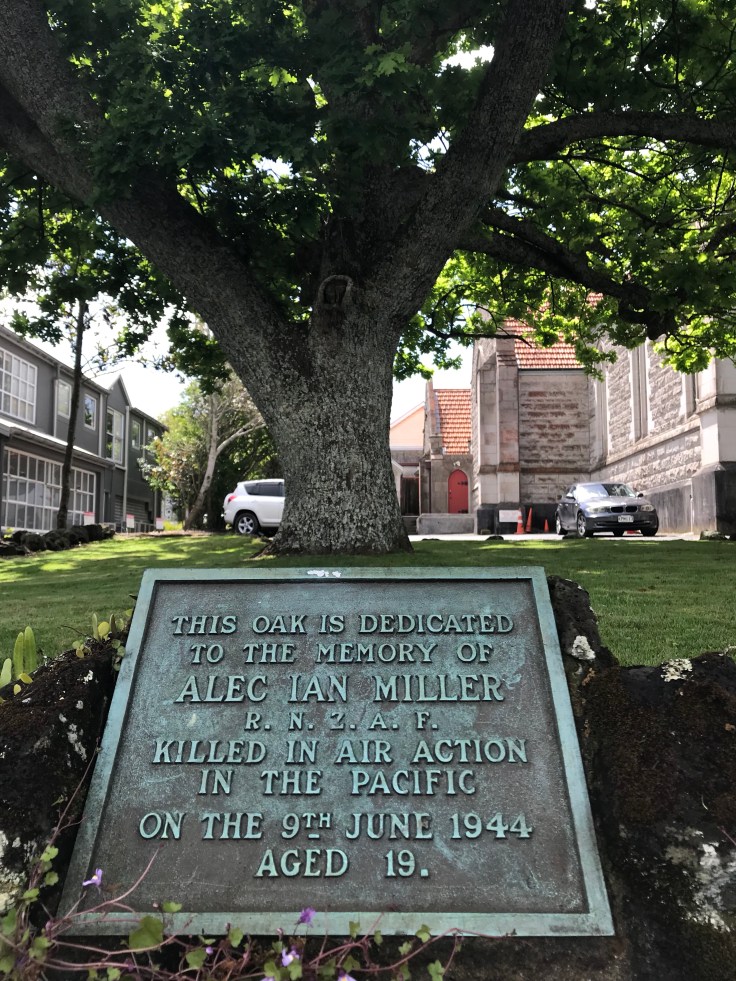 THIS OAK IS DEDICATED
TO THE MEMORY OF
ALEC IAN MILLER
R. N. Z. A. F.
KILLED IN AIR ACTION
IN THE PACIFIC
ON THE 9TH JUNE 1944
AGED 19.